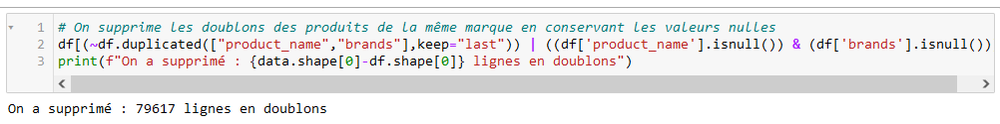 1 # On supprime les doublons des produits de la même marque en conservant les valeurs nulles
2 df[(~df.duplicated(["product_name","brands"],keep="last")) | ((df['product_name'].isnull()) & (df['brands'].isnull())
3 print(f"On a supprimé : {data.shape[0]-df.shape[0]} lignes en doublons")
On a supprimé : 79617 lignes en doublons